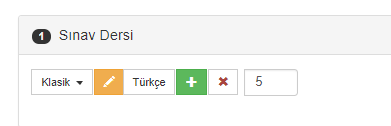 1 Sınav Dersi
Klasik Türkçe 5